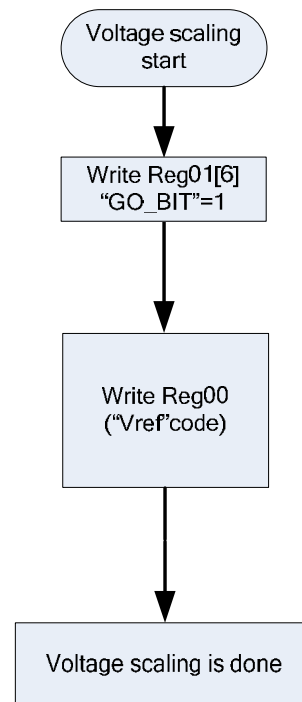 Voltage scaling
start
Write Reg01[6]
“GO_BIT”=1
Write Reg00
(“Vref”code)
Voltage scaling is done